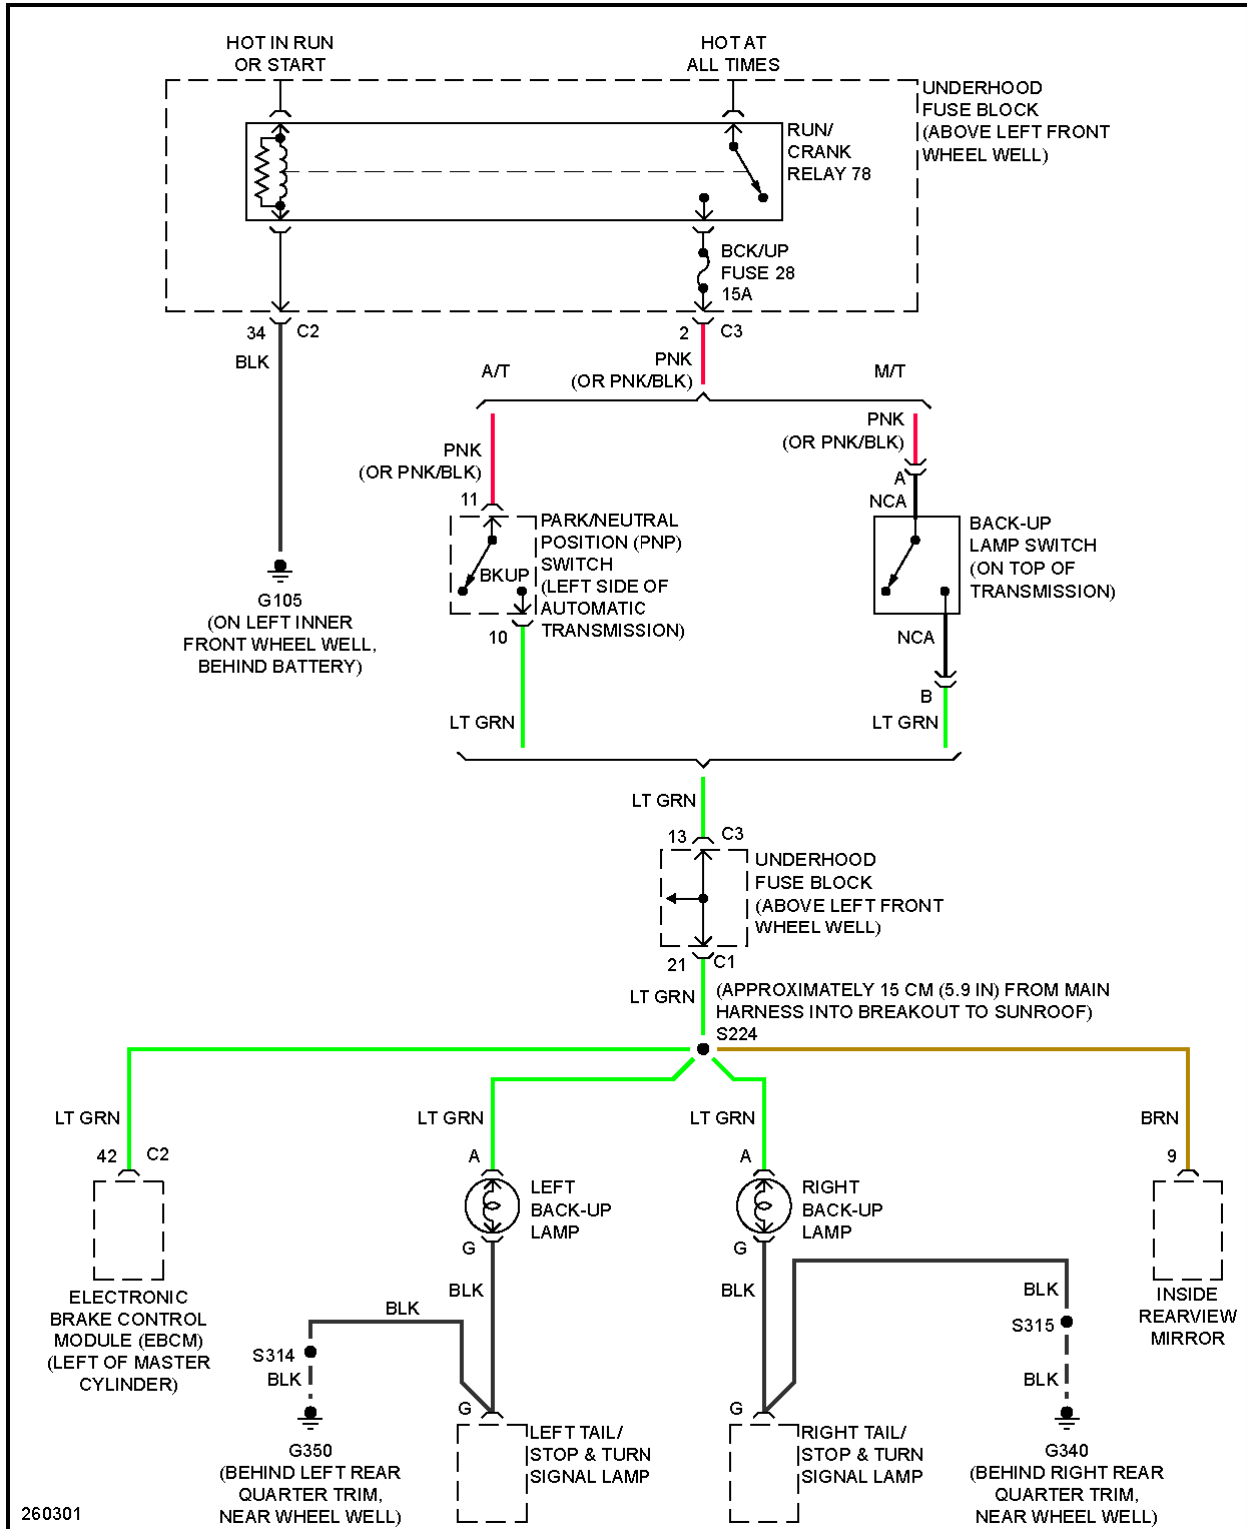 HOT IN RUN
OR START
HOT AT
ALL TIMES
UNDERHOOD
FUSE BLOCK
(ABOVE LEFT FRONT
WHEEL WELL)
RUN/
CRANK
RELAY 78
BCK/UP
FUSE 28
15A
34 C2
2 C3
BLK
PNK
(OR PNK/BLK)
A/T
M/T
PNK
(OR PNK/BLK)
PNK
(OR PNK/BLK)
11
A
NCA
PARK/NEUTRAL
POSITION (PNP)
SWITCH
(LEFT SIDE OF
AUTOMATIC
TRANSMISSION)
BKUP
BACK-UP
LAMP SWITCH
(ON TOP OF
TRANSMISSION)
G105
(ON LEFT INNER
FRONT WHEEL WELL,
BEHIND BATTERY)
10
NCA
B
LT GRN
LT GRN
LT GRN
13 C3
UNDERHOOD
FUSE BLOCK
(ABOVE LEFT FRONT
WHEEL WELL)
21 C1
LT GRN
(APPROXIMATELY 15 CM (5.9 IN) FROM MAIN
HARNESS INTO BREAKOUT TO SUNROOF)
S224
LT GRN
LT GRN
LT GRN
BRN
42 C2
A
A
9
LEFT
BACK-UP
LAMP
RIGHT
BACK-UP
LAMP
G
G
ELECTRONIC
BRAKE CONTROL
MODULE (EBCM)
(LEFT OF MASTER
CYLINDER)
BLK
BLK
BLK
BLK
INSIDE
REARVIEW
MIRROR
S314
BLK
S315
BLK
G
G
G350
(BEHIND LEFT REAR
QUARTER TRIM,
NEAR WHEEL WELL)
LEFT TAIL/
STOP & TURN
SIGNAL LAMP
RIGHT TAIL/
STOP & TURN
SIGNAL LAMP
G340
(BEHIND RIGHT REAR
QUARTER TRIM,
NEAR WHEEL WELL)
260301